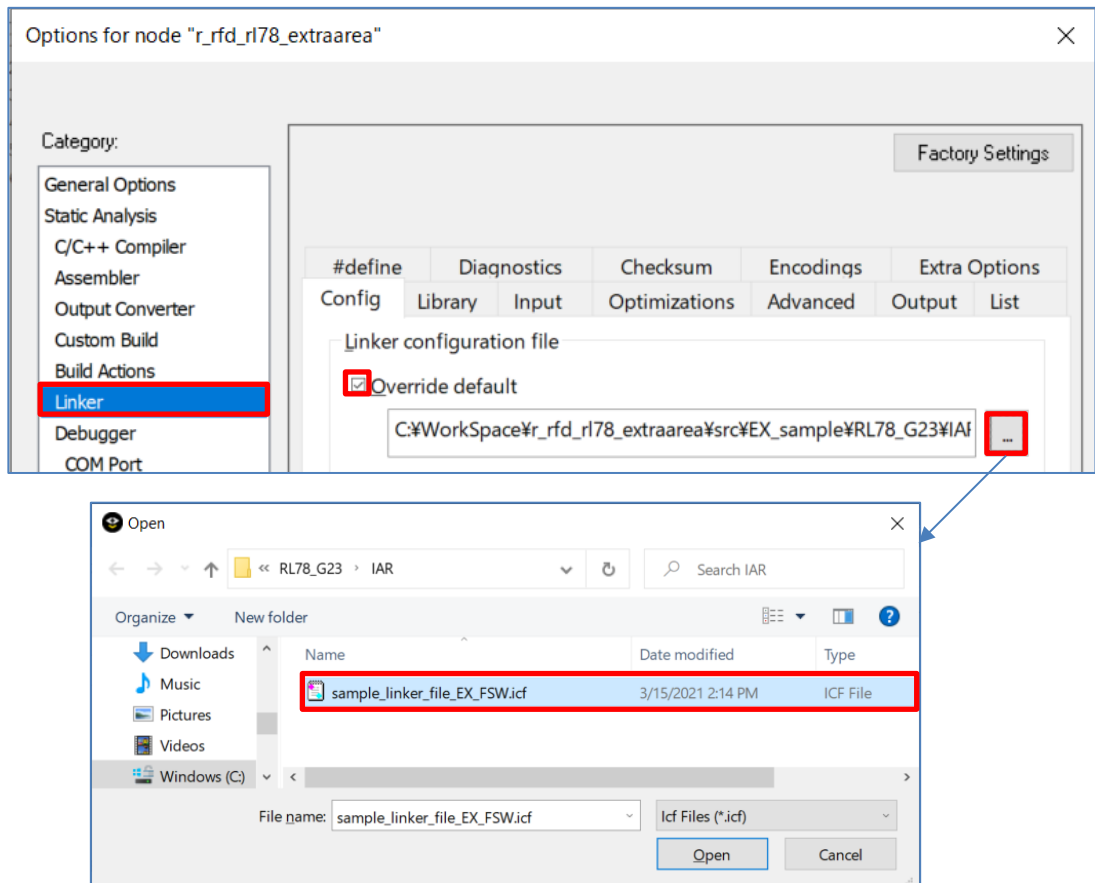 Options for node "r_rfd_rl78_extraarea"
Category:
Factory Settings
General Options
Static Analysis
C/C++ Compiler
Assembler
Output Converter
Custom Build
Build Actions
Linker
Debugger
COM Port
#define Diagnostics Checksum Encodings Extra Options
Config Library Input Optimizations Advanced Output List
Linker configuration file
Override default
C:¥WorkSpace¥r_rfd_rl78_extraarea¥src¥EX_sample¥RL78_G23¥IAR
...
Open
« RL78_G23 › IAR
Search IAR
Organize New folder
Downloads
Music
Pictures
Videos
Windows (C:)
Name Date modified Type
sample_linker_file_EX_FSW.icf 3/15/2021 2:14 PM ICF File
File name: sample_linker_file_EX_FSW.icf Icf Files (*.icf)
Open Cancel